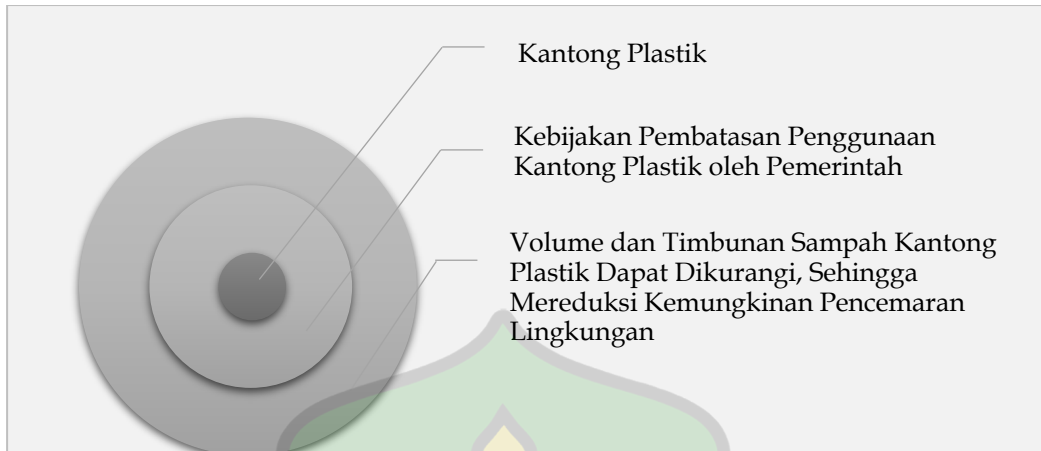 Kantong Plastik
Kebijakan Pembatasan Penggunaan
Kantong Plastik oleh Pemerintah
Volume dan Timbunan Sampah Kantong
Plastik Dapat Dikurangi, Sehingga
Mereduksi Kemungkinan Pencemaran
Lingkungan